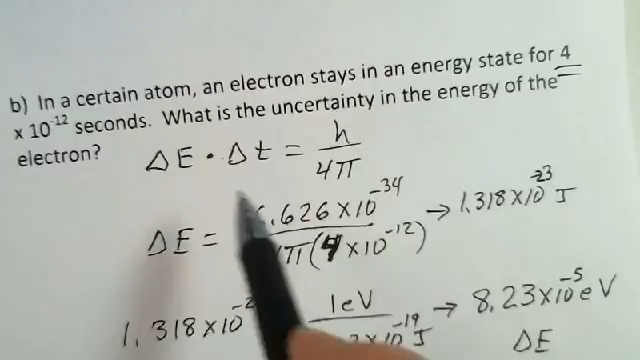 b) In a certain atom, an electron stays in an energy state for 4
x 10⁻¹² seconds. What is the uncertainty in the energy of the
electron?
ΔE • Δt = h / 4π
ΔE = .626 x 10⁻³⁴ / π(4 x 10⁻¹²) → 1.318 x 10⁻²³ J
1.318 x 10⁻² 1eV / x 10⁻¹⁹ J → 8.23 x 10⁻⁵ eV
ΔE